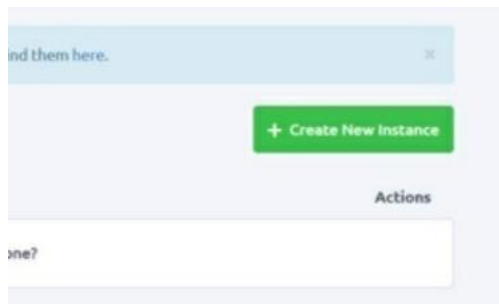 ind them here.
×
+ Create New Instance
Actions
one?